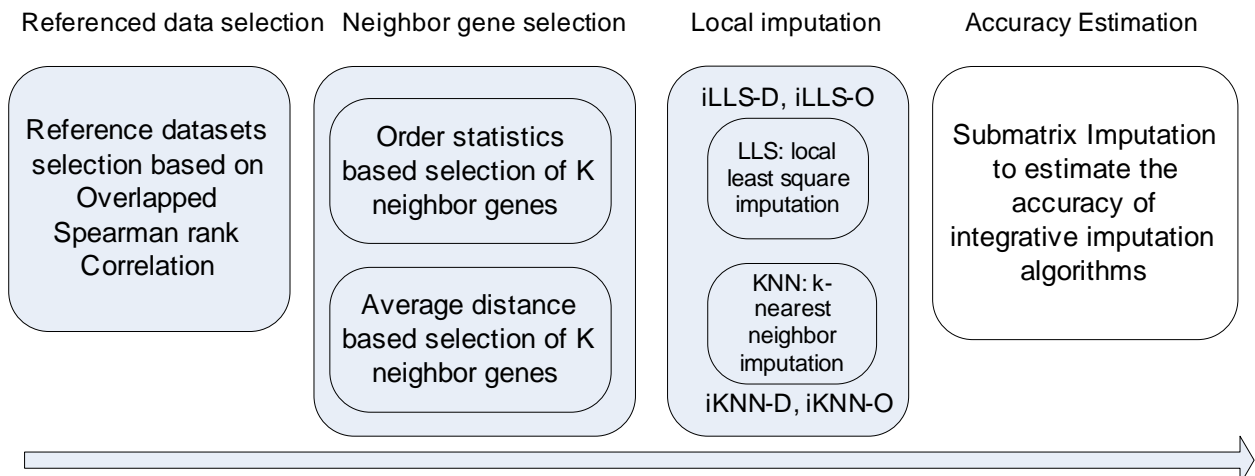 Referenced data selection
Neighbor gene selection
Local imputation
Accuracy Estimation
Reference datasets
selection based on
Overlapped
Spearman rank
Correlation
Order statistics
based selection of K
neighbor genes
Average distance
based selection of K
neighbor genes
iLLS-D, iLLS-O
LLS: local
least square
imputation
KNN: k-
nearest
neighbor
imputation
iKNN-D, iKNN-O
Submatrix Imputation
to estimate the
accuracy of
integrative imputation
algorithms